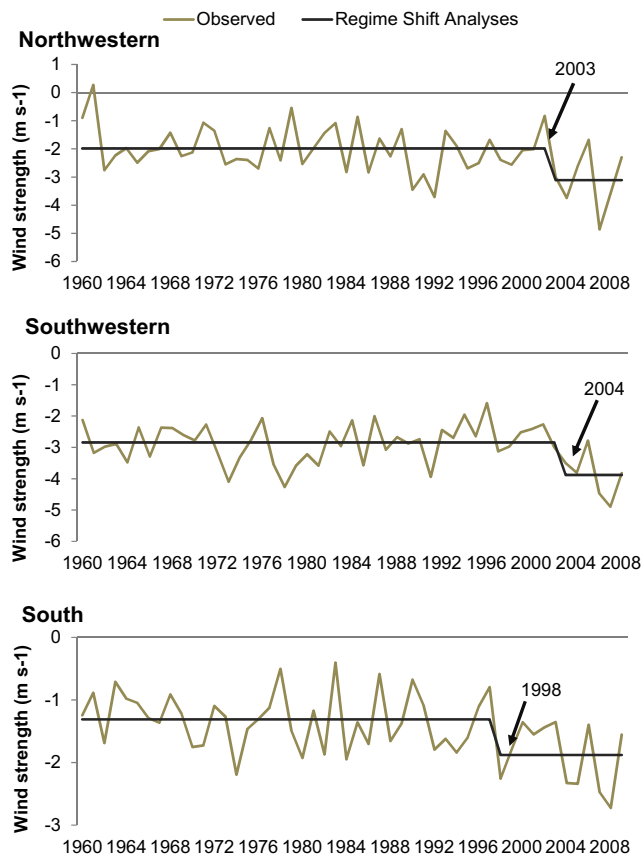 Observed Regime Shift Analyses
Northwestern
Wind strength (m s-1)
1
0
-1
-2
-3
-4
-5
-6
2003
1960 1964 1968 1972 1976 1980 1984 1988 1992 1996 2000 2004 2008
Southwestern
Wind strength (m s-1)
0
-1
-2
-3
-4
-5
-6
2004
1960 1964 1968 1972 1976 1980 1984 1988 1992 1996 2000 2004 2008
South
Wind strength (m s-1)
0
-1
-2
-3
1998
1960 1964 1968 1972 1976 1980 1984 1988 1992 1996 2000 2004 2008